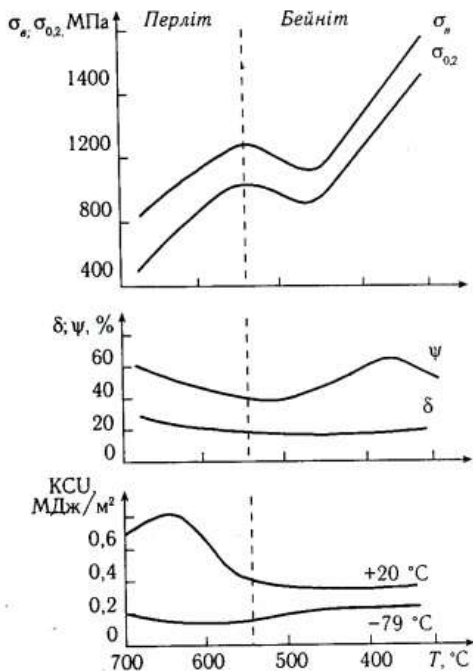 σв; σ0,2, МПа
Перліт
Бейніт
σв
σ0,2
1400
1200
800
400
δ; ψ, %
60
40
20
0
ψ
δ
KCU,
МДж/м²
0,6
0,4
0,2
0
+20 °C
−79 °C
700 600 500 400 T, °C